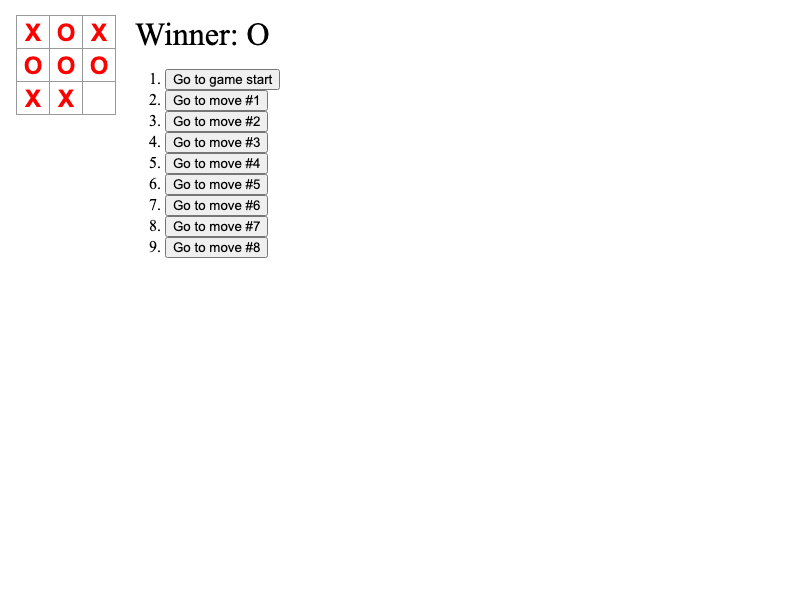 X O X
O O O
X X
Winner: O
1. Go to game start
2. Go to move #1
3. Go to move #2
4. Go to move #3
5. Go to move #4
6. Go to move #5
7. Go to move #6
8. Go to move #7
9. Go to move #8